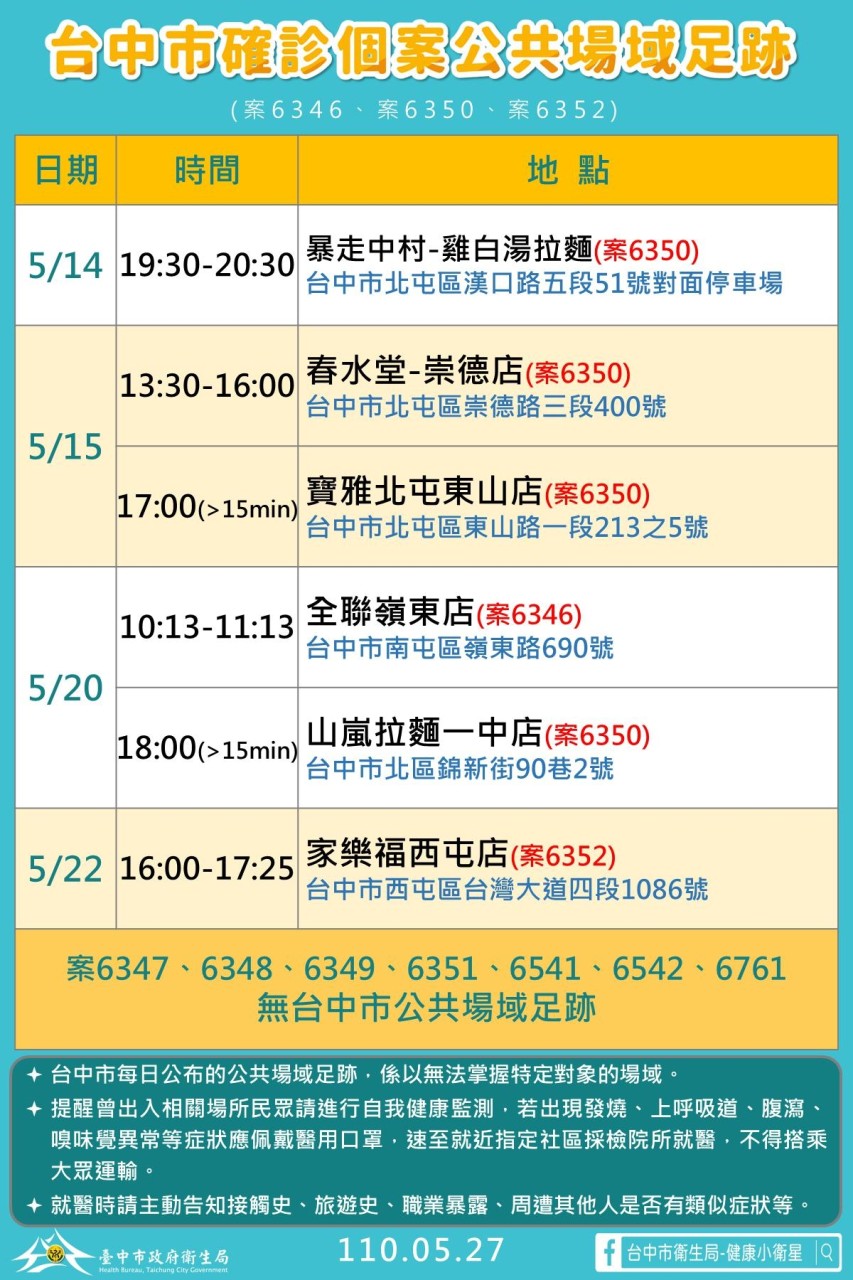 台中市確診個案公共場域足跡
(案6346、案6350、案6352)
日期 時間 地 點
5/14 19:30-20:30 暴走中村-雞白湯拉麵(案6350)
台中市北屯區漢口路五段51號對面停車場
5/15 13:30-16:00 春水堂-崇德店(案6350)
台中市北屯區崇德路三段400號
17:00(>15min) 寶雅北屯東山店(案6350)
台中市北屯區東山路一段213之5號
5/20 10:13-11:13 全聯嶺東店(案6346)
台中市南屯區嶺東路690號
18:00(>15min) 山嵐拉麵一中店(案6350)
台中市北區錦新街90巷2號
5/22 16:00-17:25 家樂福西屯店(案6352)
台中市西屯區台灣大道四段1086號
案6347、6348、6349、6351、6541、6542、6761
無台中市公共場域足跡
台中市每日公布的公共場域足跡，係以無法掌握特定對象的場域。
提醒曾出入相關場所民眾請進行自我健康監測，若出現發燒、上呼吸道、腹瀉、
嗅味覺異常等症狀應佩戴醫用口罩，速至就近指定社區採檢院所就醫，不得搭乘
大眾運輸。
就醫時請主動告知接觸史、旅遊史、職業暴露、周遭其他人是否有類似症狀等。
臺中市政府衛生局
Health Bureau, Taichung City Government
110.05.27
台中市衛生局-健康小衛星